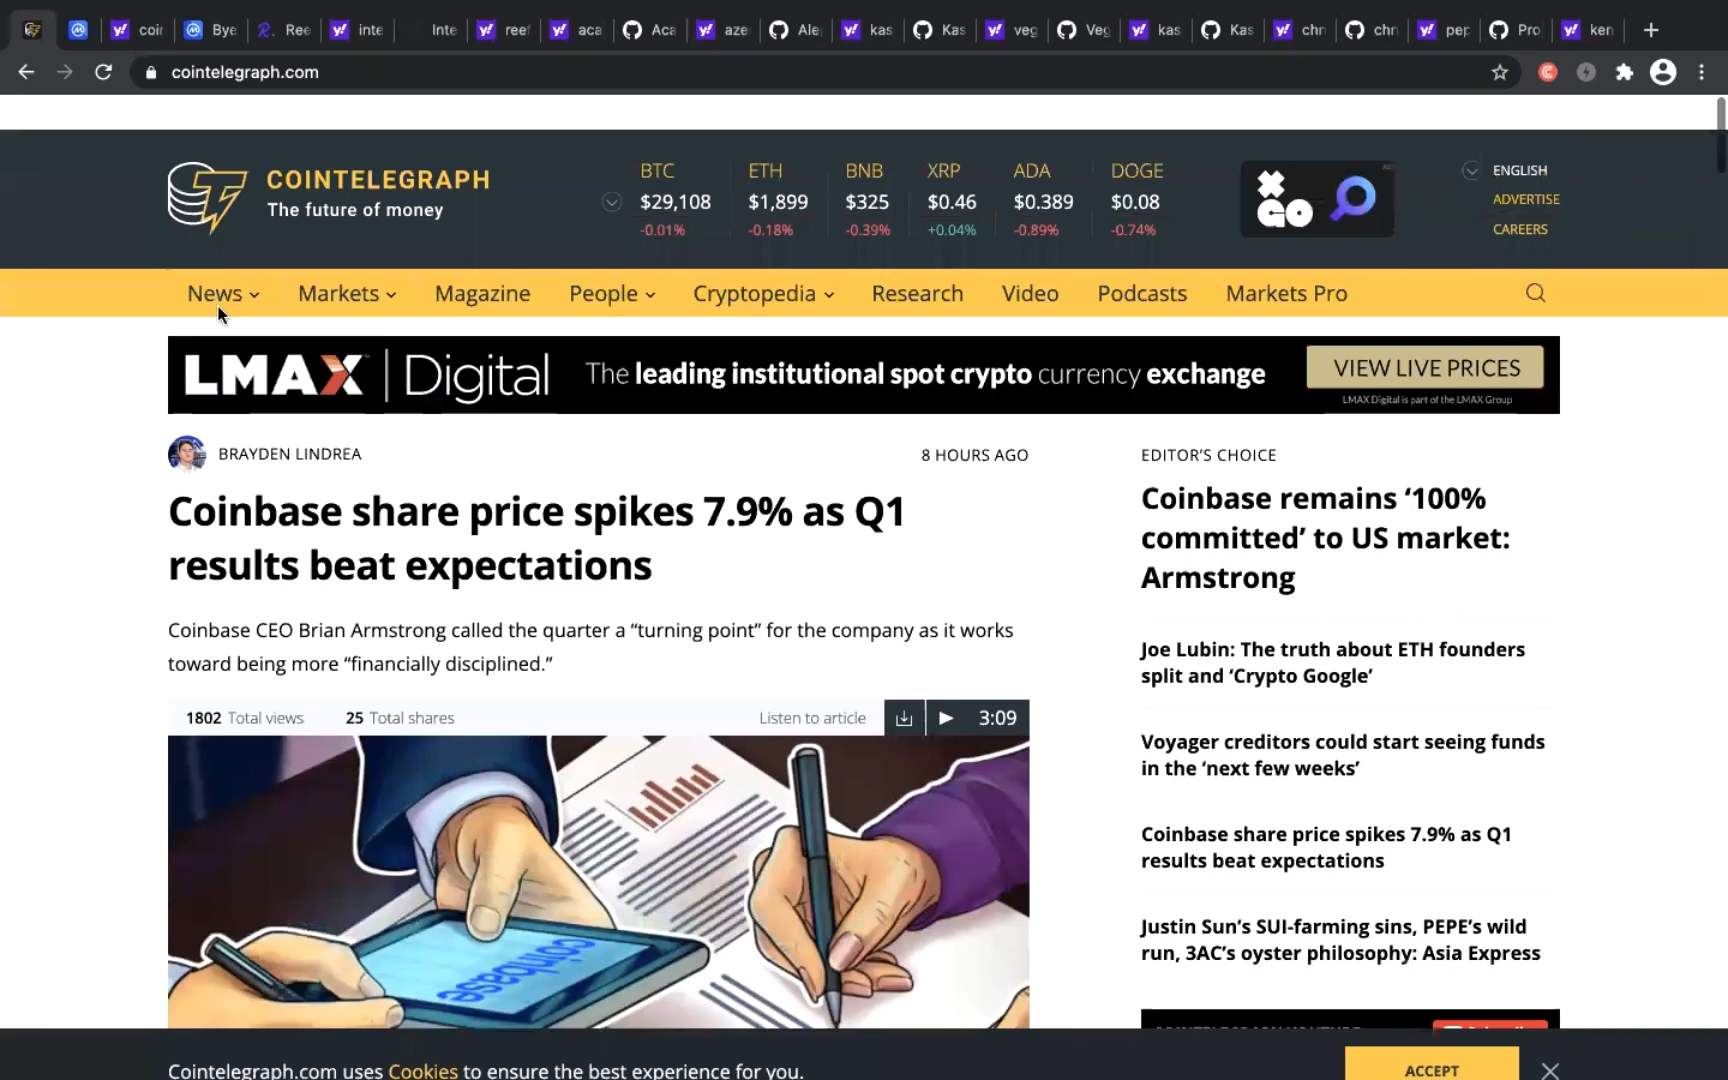 coin
Bye
Ree
inte
Inte
reef
aca
Aca
aze
Ale
kas
Kas
veg
Veg
kas
Kas
chr
chr
pep
Pro
ken
cointelegraph.com
COINTELEGRAPH
The future of money
BTC
$29,108
-0.01%
ETH
$1,899
-0.18%
BNB
$325
-0.39%
XRP
$0.46
+0.04%
ADA
$0.389
-0.89%
DOGE
$0.08
-0.74%
ENGLISH
ADVERTISE
CAREERS
News
Markets
Magazine
People
Cryptopedia
Research
Video
Podcasts
Markets Pro
LMAX Digital The leading institutional spot crypto currency exchange
VIEW LIVE PRICES
LMAX Digital is part of the LMAX Group
BRAYDEN LINDREA
8 HOURS AGO
Coinbase share price spikes 7.9% as Q1
results beat expectations
Coinbase CEO Brian Armstrong called the quarter a “turning point” for the company as it works
toward being more “financially disciplined.”
1802 Total views
25 Total shares
Listen to article
3:09
coinbase
EDITOR’S CHOICE
Coinbase remains ‘100%
committed’ to US market:
Armstrong
Joe Lubin: The truth about ETH founders
split and ‘Crypto Google’
Voyager creditors could start seeing funds
in the ‘next few weeks’
Coinbase share price spikes 7.9% as Q1
results beat expectations
Justin Sun’s SUI-farming sins, PEPE’s wild
run, 3AC’s oyster philosophy: Asia Express
Cointelegraph.com uses Cookies to ensure the best experience for you.
ACCEPT